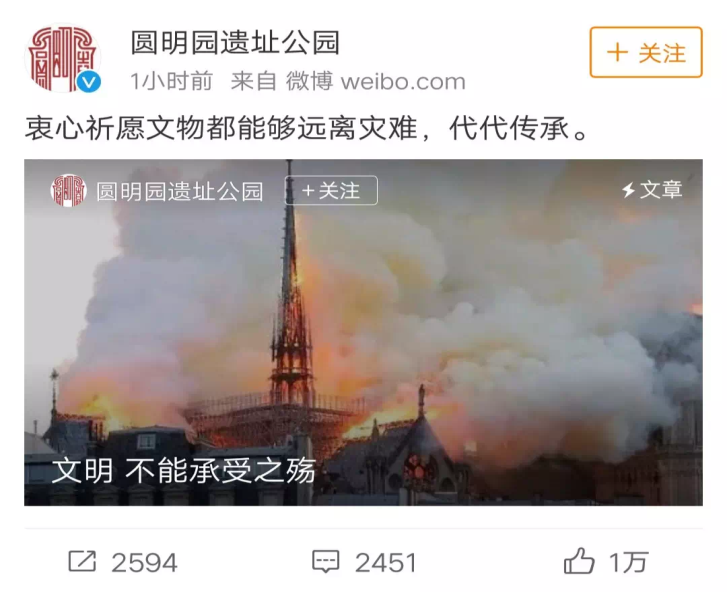 圆明园遗址公园
＋关注
1小时前 来自 微博 weibo.com
衷心祈愿文物都能够远离灾难，代代传承。
圆明园遗址公园 +关注 文章
文明 不能承受之殇
2594 2451 1万